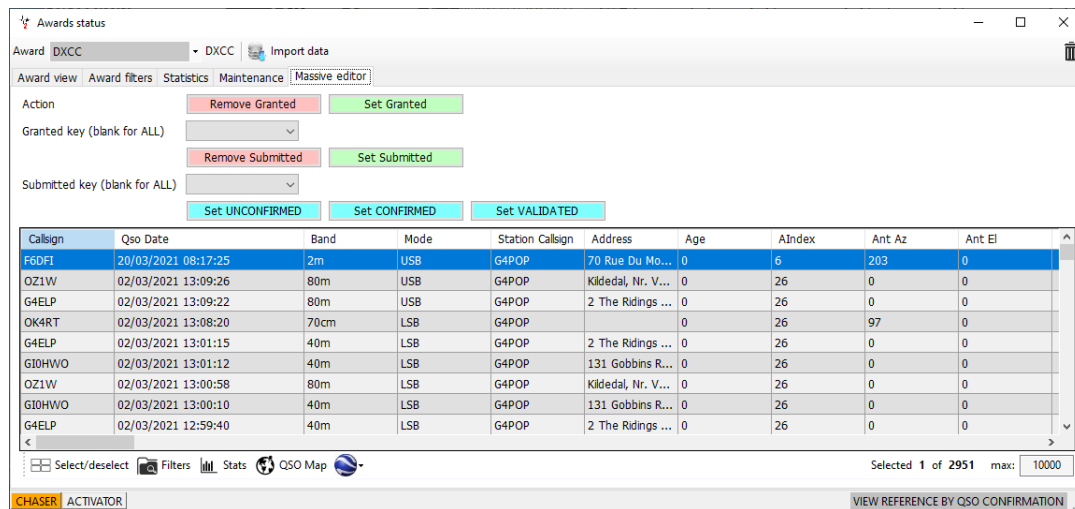 Awards status
Award DXCC DXCC Import data
Award view Award filters Statistics Maintenance Massive editor
Action Remove Granted Set Granted
Granted key (blank for ALL)
Remove Submitted Set Submitted
Submitted key (blank for ALL)
Set UNCONFIRMED Set CONFIRMED Set VALIDATED
Callsign Qso Date Band Mode Station Callsign Address Age AIndex Ant Az Ant El
F6DFI 20/03/2021 08:17:25 2m USB G4POP 70 Rue Du Mo... 0 6 203 0
OZ1W 02/03/2021 13:09:26 80m USB G4POP Kildedal, Nr. V... 0 26 0 0
G4ELP 02/03/2021 13:09:22 80m USB G4POP 2 The Ridings ... 0 26 0 0
OK4RT 02/03/2021 13:08:20 70cm LSB G4POP 0 26 97 0
G4ELP 02/03/2021 13:01:15 40m LSB G4POP 2 The Ridings ... 0 26 0 0
GI0HWO 02/03/2021 13:01:12 40m LSB G4POP 131 Gobbins R... 0 26 0 0
OZ1W 02/03/2021 13:00:58 80m LSB G4POP Kildedal, Nr. V... 0 26 0 0
GI0HWO 02/03/2021 13:00:10 40m LSB G4POP 131 Gobbins R... 0 26 0 0
G4ELP 02/03/2021 12:59:40 40m LSB G4POP 2 The Ridings ... 0 26 0 0
Select/deselect Filters Stats QSO Map Selected 1 of 2951 max: 10000
CHASER ACTIVATOR VIEW REFERENCE BY QSO CONFIRMATION